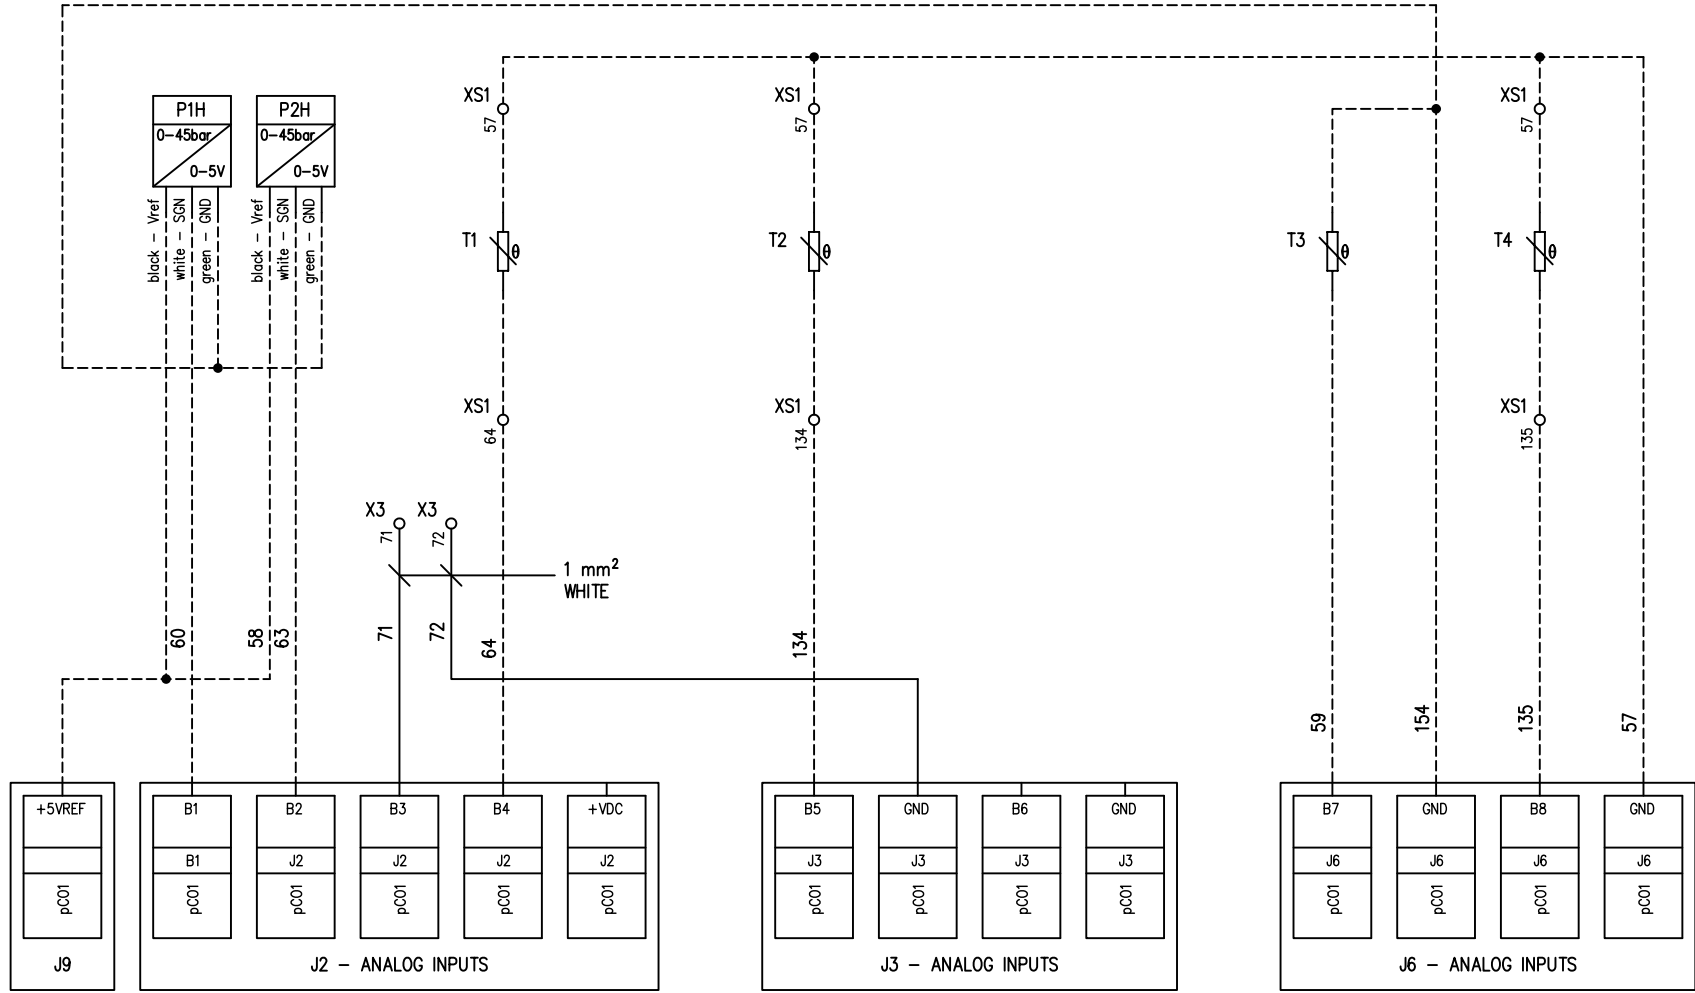 XS1
57
XS1
57
XS1
57
P1H
0-45bar
0-5V
P2H
0-45bar
0-5V
black - Vref
white - SGN
green - GND
black - Vref
white - SGN
green - GND
T1
θ
T2
θ
T3
θ
T4
θ
XS1
64
XS1
134
XS1
135
X3
71
X3
72
1 mm²
WHITE
60
58
63
71
72
64
134
59
154
135
57
+5VREF
B1
B2
B3
B4
+VDC
B5
GND
B6
GND
B7
GND
B8
GND
B1
J2
J2
J2
J2
J3
J3
J3
J3
J6
J6
J6
J6
pCO1
pCO1
pCO1
pCO1
pCO1
pCO1
pCO1
pCO1
pCO1
pCO1
pCO1
pCO1
pCO1
pCO1
J9
J2 - ANALOG INPUTS
J3 - ANALOG INPUTS
J6 - ANALOG INPUTS